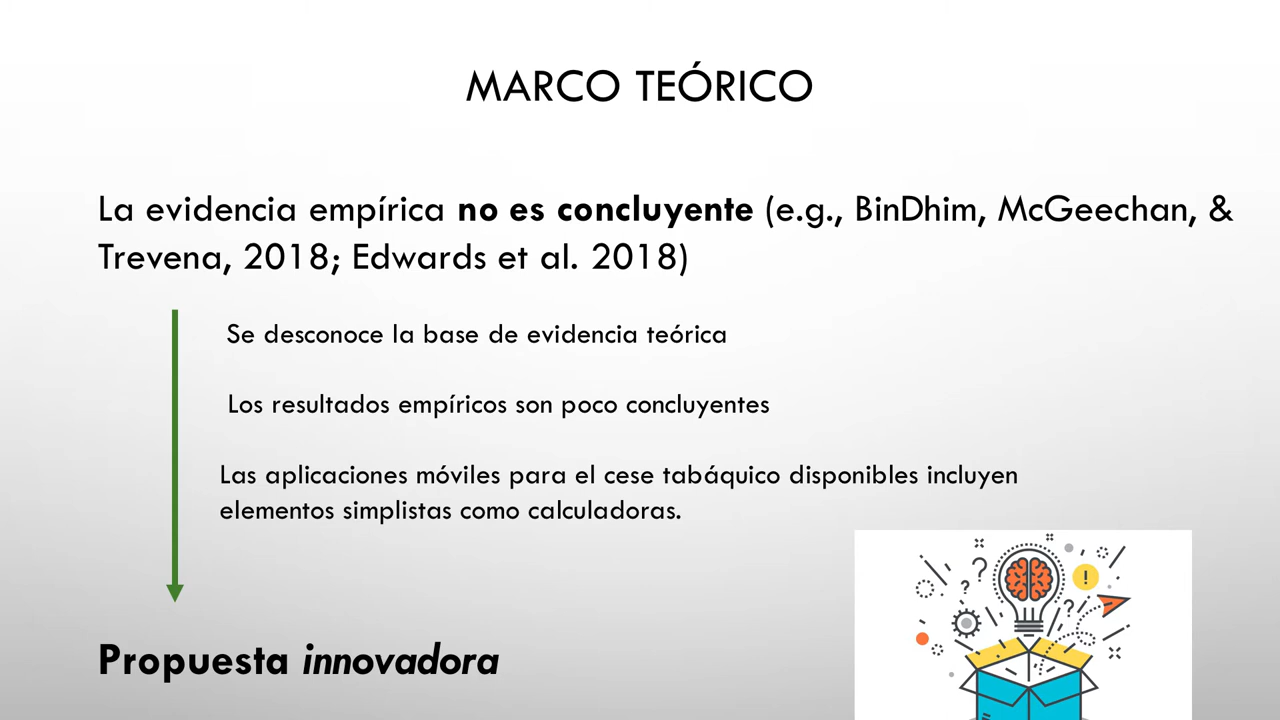 MARCO TEÓRICO
La evidencia empírica no es concluyente (e.g., BinDhim, McGeechan, &
Trevena, 2018; Edwards et al. 2018)
Se desconoce la base de evidencia teórica
Los resultados empíricos son poco concluyentes
Las aplicaciones móviles para el cese tabáquico disponibles incluyen
elementos simplistas como calculadoras.
Propuesta innovadora